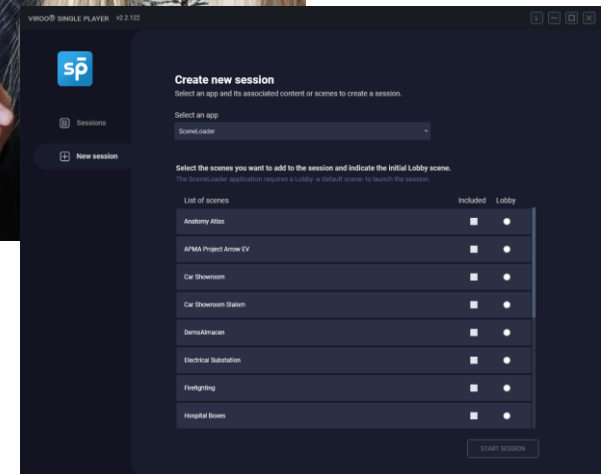 VIROO® SINGLE PLAYER v2.2.122
sp
Sessions
New session
Create new session
Select an app and its associated content or scenes to create a session.
Select an app
SceneLoader
Select the scenes you want to add to the session and indicate the initial Lobby scene.
The SceneLoader application requires a Lobby -a default scene- to launch the session.
List of scenes Included Lobby
Anatomy Atlas
APMA Project Arrow EV
Car Showroom
Car Showroom Slalom
DemoAlmacen
Electrical Substation
Firefighting
Hospital Boxes
START SESSION